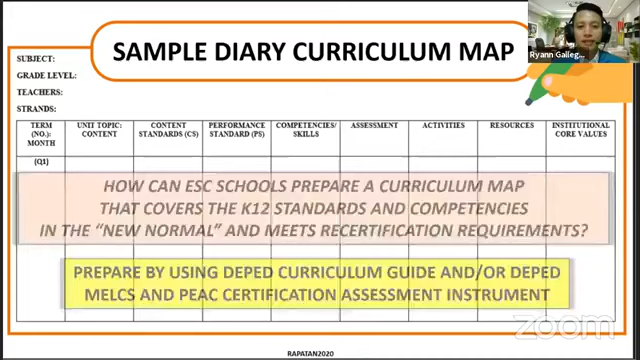 SAMPLE DIARY CURRICULUM MAP
Ryann Galleg...
SUBJECT:
GRADE LEVEL:
TEACHERS:
STRANDS:
TERM (NO.): MONTH
UNIT TOPIC: CONTENT
CONTENT STANDARDS (CS)
PERFORMANCE STANDARD (PS)
COMPETENCIES/ SKILLS
ASSESSMENT
ACTIVITIES
RESOURCES
INSTITUTIONAL CORE VALUES
(Q1)
HOW CAN ESC SCHOOLS PREPARE A CURRICULUM MAP
THAT COVERS THE K12 STANDARDS AND COMPETENCIES
IN THE “NEW NORMAL” AND MEETS RECERTIFICATION REQUIREMENTS?
PREPARE BY USING DEPED CURRICULUM GUIDE AND/OR DEPED
MELCS AND PEAC CERTIFICATION ASSESSMENT INSTRUMENT
zoom
RAPATAN2020